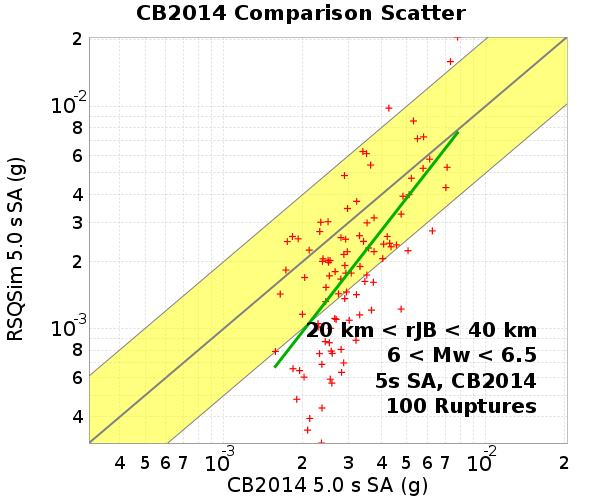 CB2014 Comparison Scatter
RSQSim 5.0 s SA (g)
2
10-2
8
6
4
3
2
10-3
8
6
4
20 km < rJB < 40 km
6 < Mw < 6.5
5s SA, CB2014
100 Ruptures
4 5 6 7 10-3 2 3 4 5 6 7 10-2 2
CB2014 5.0 s SA (g)